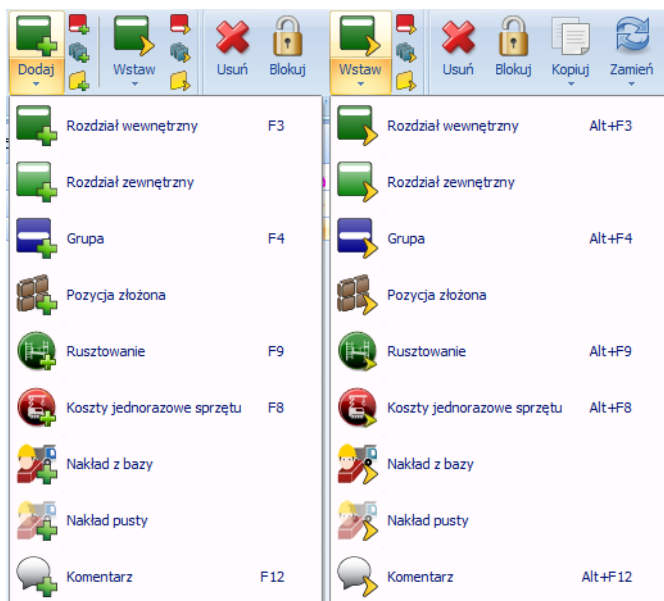 Dodaj Wstaw Usuń Blokuj
Rozdział wewnętrzny F3
Rozdział zewnętrzny
Grupa F4
Pozycja złożona
Rusztowanie F9
Koszty jednorazowe sprzętu F8
Nakład z bazy
Nakład pusty
Komentarz F12
Wstaw Usuń Blokuj Kopiuj Zamień
Rozdział wewnętrzny Alt+F3
Rozdział zewnętrzny
Grupa Alt+F4
Pozycja złożona
Rusztowanie Alt+F9
Koszty jednorazowe sprzętu Alt+F8
Nakład z bazy
Nakład pusty
Komentarz Alt+F12